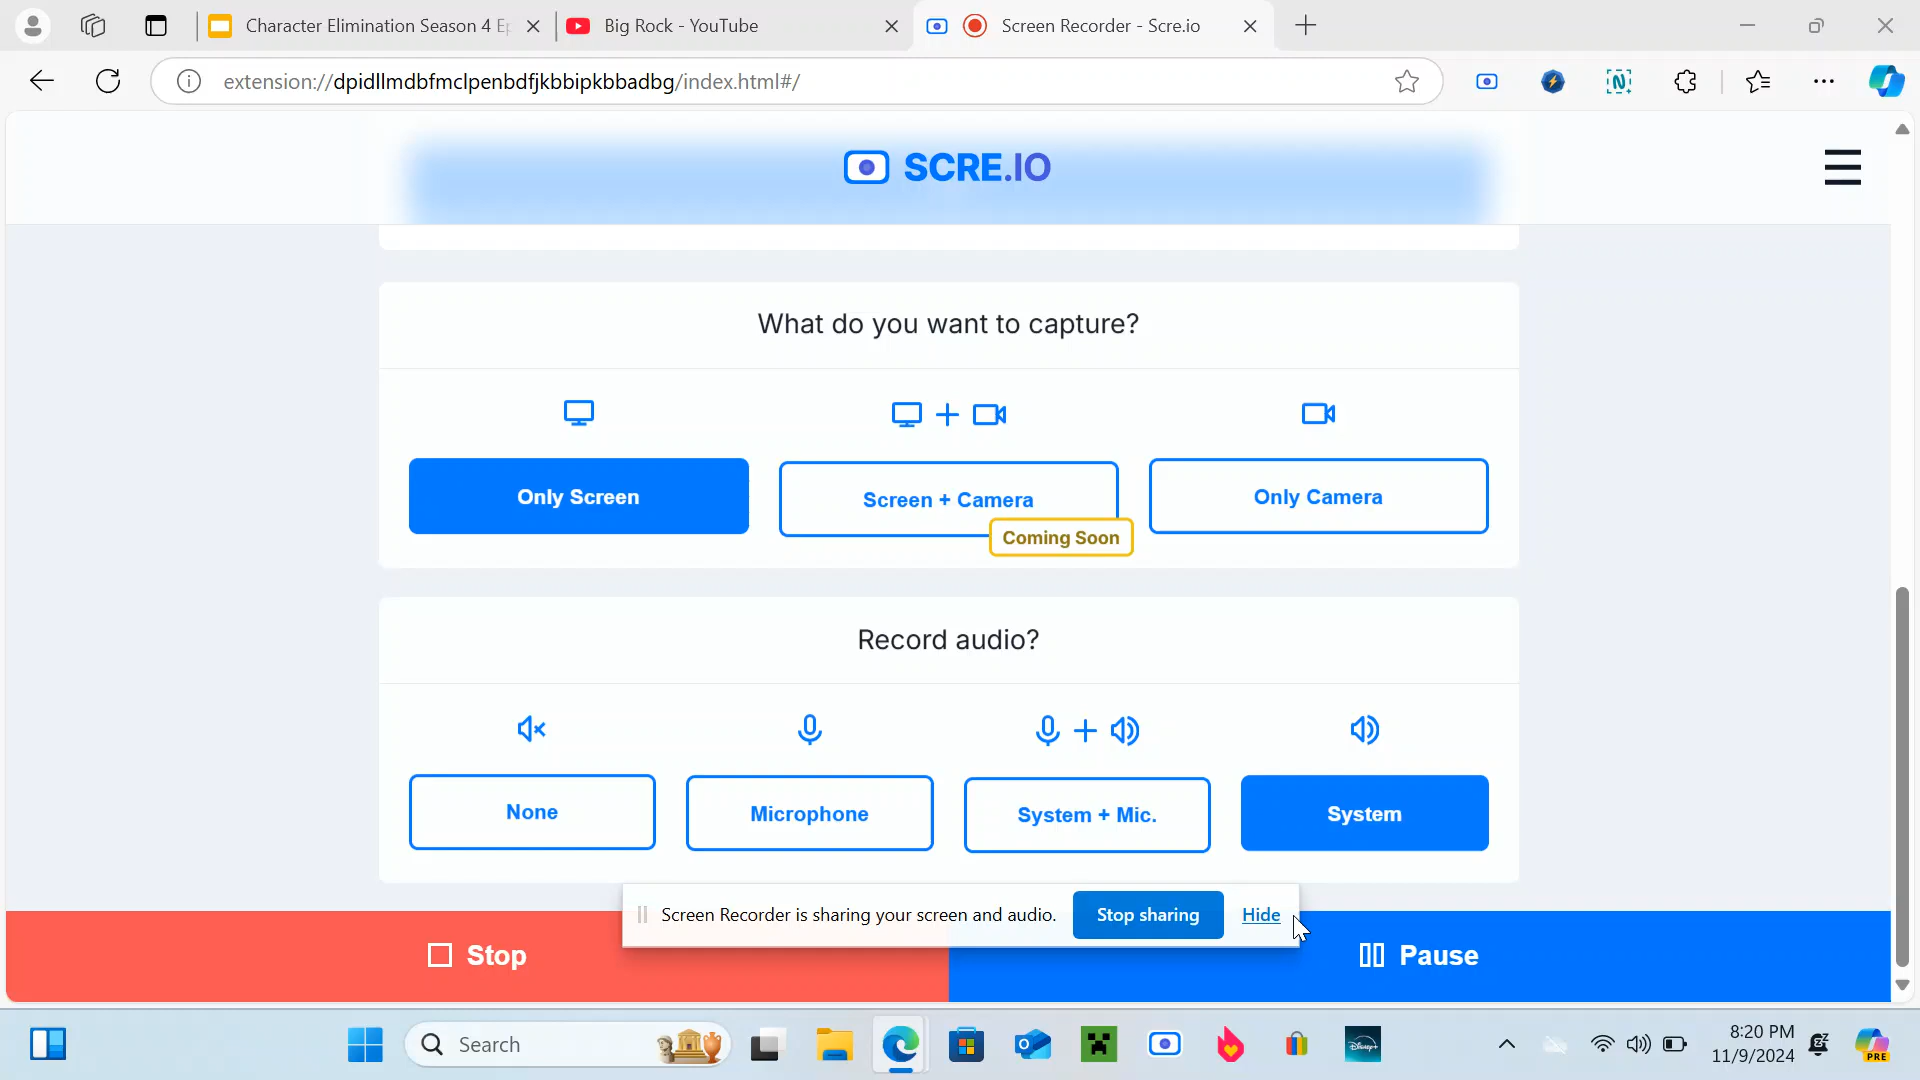 Character Elimination Season 4 Ep
Big Rock - YouTube
Screen Recorder - Scre.io
extension://dpidllmdbfmclpenbdfjkbbipkbbadbg/index.html#/
SCRE.IO
What do you want to capture?
Only Screen
Screen + Camera
Only Camera
Coming Soon
Record audio?
None
Microphone
System + Mic.
System
Screen Recorder is sharing your screen and audio.
Stop sharing
Hide
Stop
Pause
Search
Disney+
8:20 PM
11/9/2024
PRE